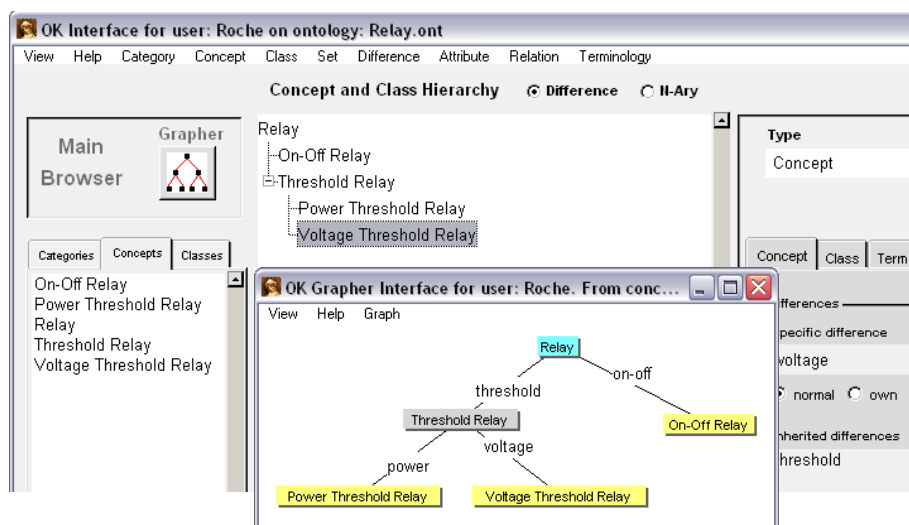 OK Interface for user: Roche on ontology: Relay.ont
View Help Category Concept Class Set Difference Attribute Relation Terminology
Concept and Class Hierarchy Difference N-Ary
Main Browser
Grapher
Relay
On-Off Relay
Threshold Relay
Power Threshold Relay
Voltage Threshold Relay
Type
Concept
Categories Concepts Classes
On-Off Relay
Power Threshold Relay
Relay
Threshold Relay
Voltage Threshold Relay
Concept Class Term
fferences
pecific difference
voltage
normal own
nherited differences
hreshold
OK Grapher Interface for user: Roche. From conc...
View Help Graph
Relay
threshold
on-off
Threshold Relay
On-Off Relay
power
voltage
Power Threshold Relay
Voltage Threshold Relay